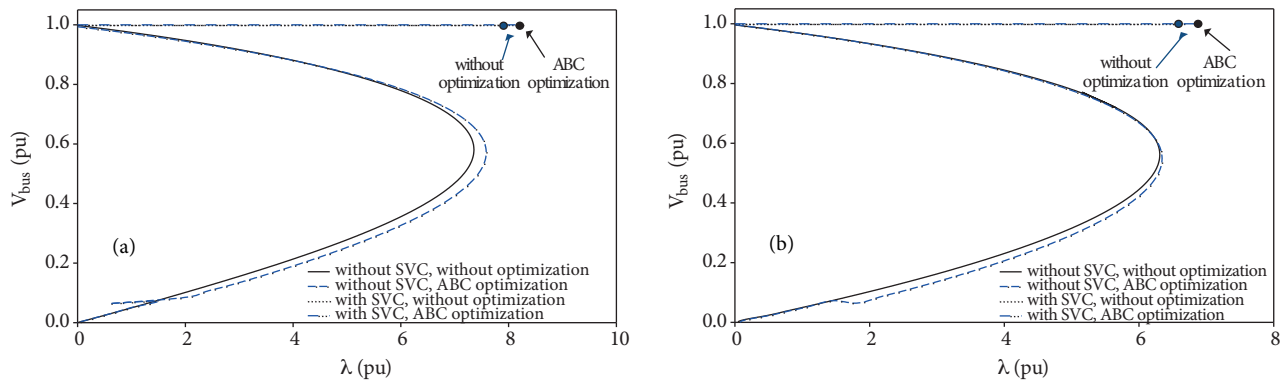 1.0
0.8
0.6
0.4
0.2
0.0
V_bus (pu)
without
optimization
ABC
optimization
(a)
without SVC, without optimization
without SVC, ABC optimization
with SVC, without optimization
with SVC, ABC optimization
0 2 4 6 8 10
λ (pu)
1.0
0.8
0.6
0.4
0.2
0.0
V_bus (pu)
without
optimization
ABC
optimization
(b)
without SVC, without optimization
without SVC, ABC optimization
with SVC, without optimization
with SVC, ABC optimization
0 2 4 6 8
λ (pu)